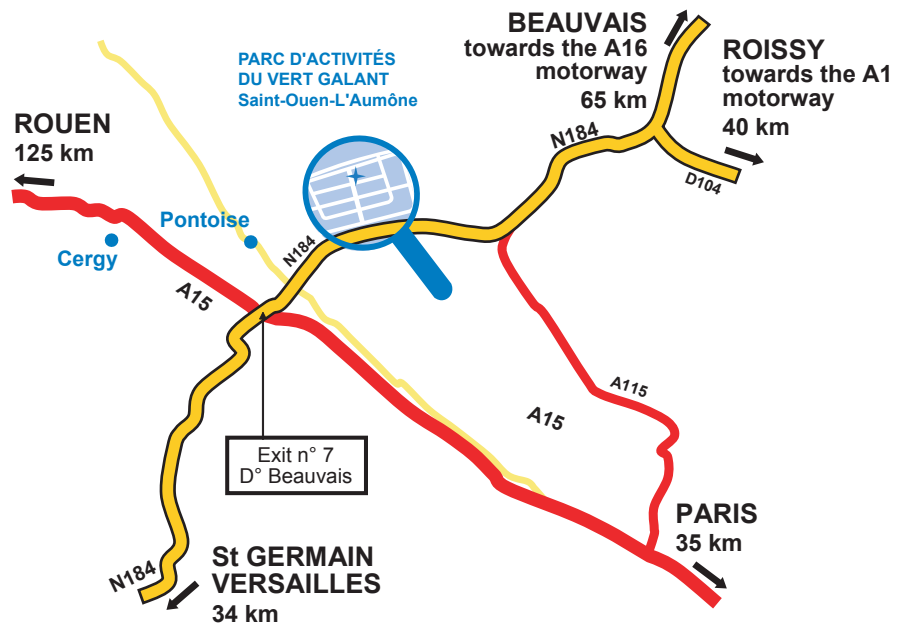 BEAUVAIS
towards the A16
motorway
65 km
ROISSY
towards the A1
motorway
40 km
PARC D'ACTIVITÉS
DU VERT GALANT
Saint-Ouen-L'Aumône
ROUEN
125 km
N184
D104
Pontoise
Cergy
N184
A15
A115
A15
Exit n° 7
D° Beauvais
PARIS
35 km
N184
St GERMAIN
VERSAILLES
34 km